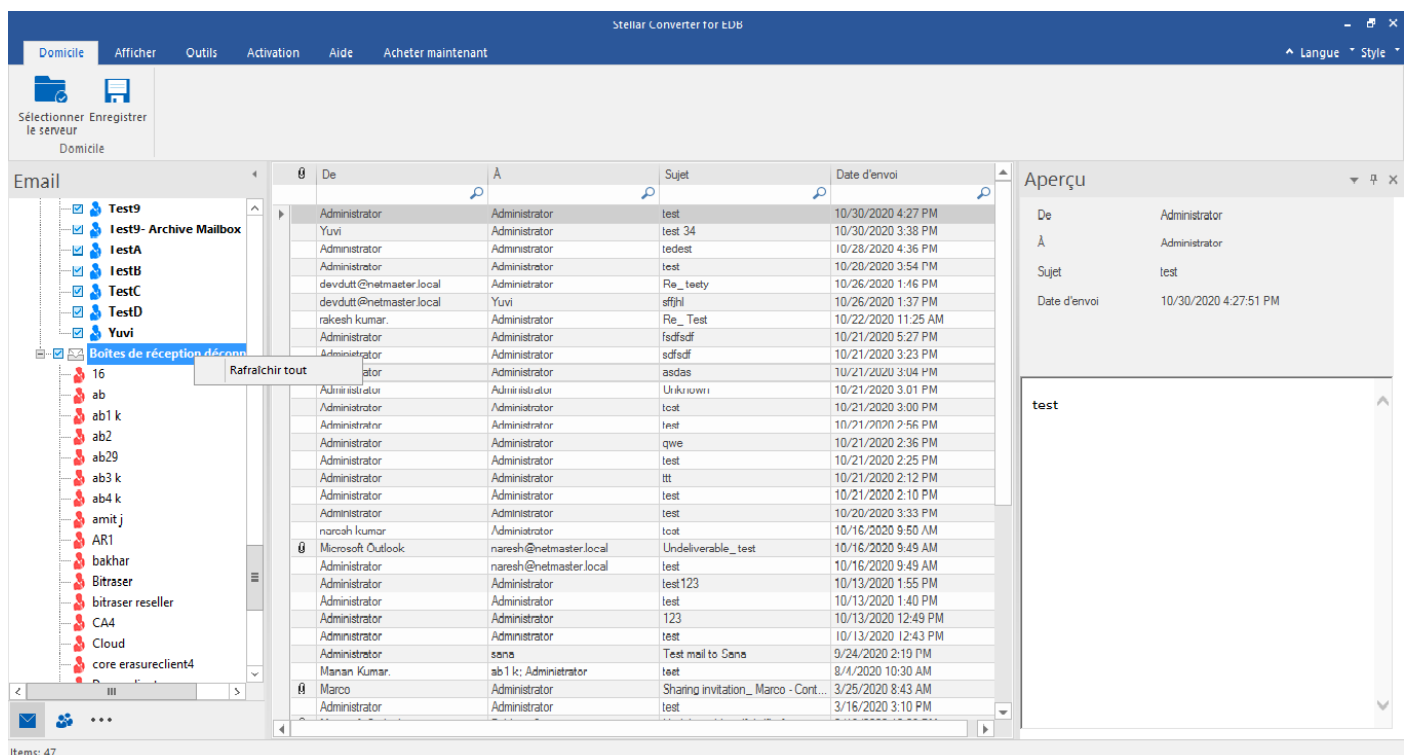 Stellar Converter for EDB
Domicile Afficher Outils Activation Aide Acheter maintenant Langue Style
Sélectionner le serveur
Enregistrer
Domicile
Email
Test9
Test9- Archive Mailbox
TestA
TestB
TestC
TestD
Yuvi
Boîtes de réception déconn
16
ab
ab1 k
ab2
ab29
ab3 k
ab4 k
amit j
AR1
bakhar
Bitraser
bitraser reseller
CA4
Cloud
core erasureclient4
Rafraîchir tout
De À Sujet Date d'envoi
Administrator Administrator test 10/30/2020 4:27 PM
Yuvi Administrator test 34 10/30/2020 3:38 PM
Administrator Administrator tedest 10/28/2020 4:36 PM
Administrator Administrator test 3:54 PM
devdutt@netmaster.local Administrator 10/26/2020 1:46 PM
devdutt@netmaster.local Yuvi sffjhl 10/26/2020 1:37 PM
rakesh kumar. Administrator Re_ Test 10/22/2020 11:25 AM
Administrator Administrator fsdfsdf 10/21/2020 5:27 PM
Administrator Administrator sdfsdf 10/21/2020 3:23 PM
ator Administrator asdas 10/21/2020 3:04 PM
Administrator Administrator Unknown 10/21/2020 3:01 PM
Administrator Administrator test 10/21/2020 3:00 PM
Administrator Administrator test 10/21/2020 2:56 PM
Administrator Administrator qwe 10/21/2020 2:36 PM
Administrator Administrator test 10/21/2020 2:25 PM
Administrator Administrator ttt 10/21/2020 2:12 PM
Administrator Administrator test 10/21/2020 2:10 PM
Administrator Administrator test 10/20/2020 3:33 PM
naresh kumar Administrator test 10/16/2020 9:50 AM
Microsoft Outlook naresh@netmaster.local Undeliverable_ test 10/16/2020 9:49 AM
Administrator naresh@netmaster.local test 10/16/2020 9:49 AM
Administrator Administrator test123 10/13/2020 1:55 PM
Administrator Administrator test 10/13/2020 1:40 PM
Administrator Administrator 123 10/13/2020 12:49 PM
Administrator Administrator test 10/13/2020 12:43 PM
Administrator sana Test mail to Sana 9/24/2020 2:19 PM
Manan Kumar. ab1 k; Administrator test 8/4/2020 10:30 AM
Marco Administrator Sharing invitation_ Marco - Cont... 3/25/2020 8:43 AM
Administrator Administrator test 3/16/2020 3:10 PM
Aperçu
De Administrator
À Administrator
Sujet test
Date d'envoi 10/30/2020 4:27:51 PM
test
Items: 47